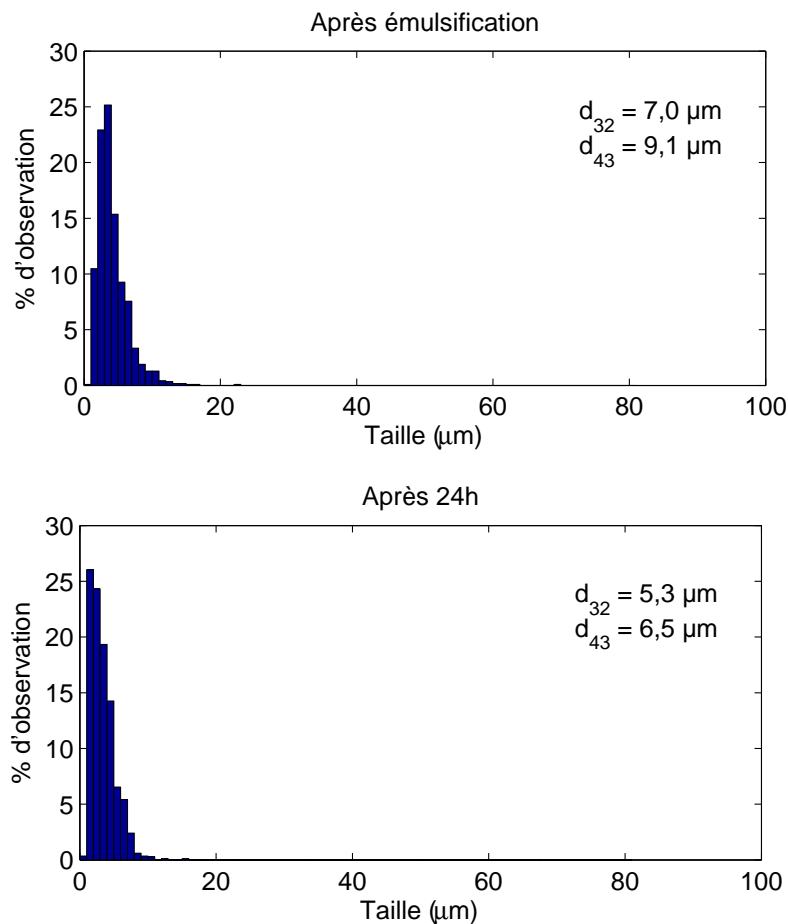 Après émulsification
30
25
20
15
10
5
0
% d'observation
d32 = 7,0 µm
d43 = 9,1 µm
0 20 40 60 80 100
Taille (μm)
Après 24h
30
25
20
15
10
5
0
% d'observation
d32 = 5,3 µm
d43 = 6,5 µm
0 20 40 60 80 100
Taille (μm)